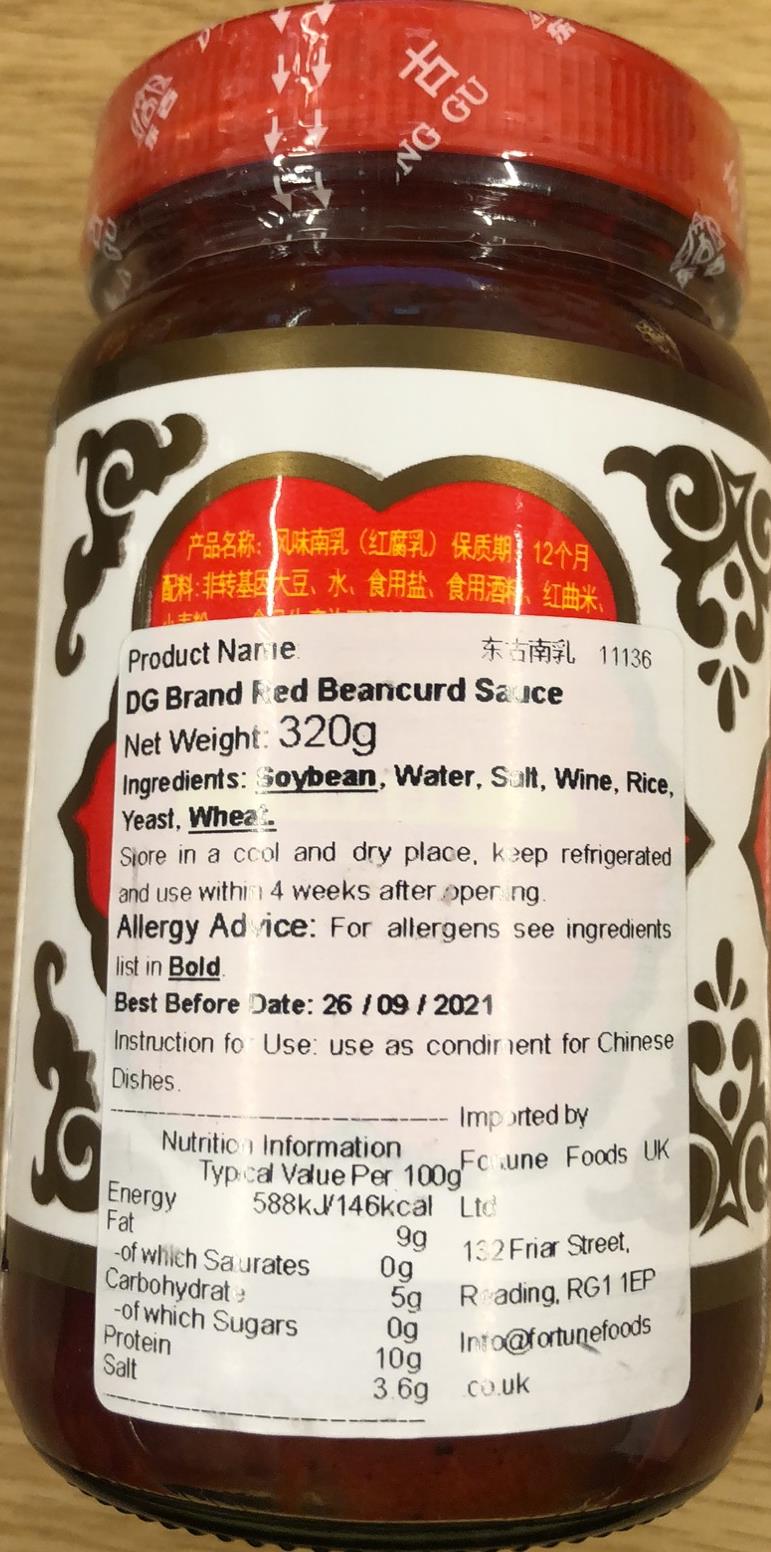 古
NG GU
产品名称：风味南乳（红腐乳） 保质期：12个月
配料:非转基因大豆、水、食用盐、食用酒精、红曲米、
Product Name 东古南乳 11136
DG Brand Red Beancurd Sauce
Net Weight: 320g
Ingredients: Soybean, Water, Salt, Wine, Rice,
Yeast, Wheat.
Store in a cool and dry place, keep refrigerated
and use within 4 weeks after opening.
Allergy Advice: For allergens see ingredients
list in Bold.
Best Before Date: 26 / 09 / 2021
Instruction for Use: use as condiment for Chinese
Dishes.
Nutrition Information
Typical Value Per 100g
Energy 588kJ/146kcal
Fat 9g
-of which Saurates 0g
Carbohydrate 5g
-of which Sugars 0g
Protein 10g
Salt 3.6g
Imported by
Fortune Foods UK
Ltd
132 Friar Street,
Reading, RG1 1EP
Info@fortunefoods
.co.uk